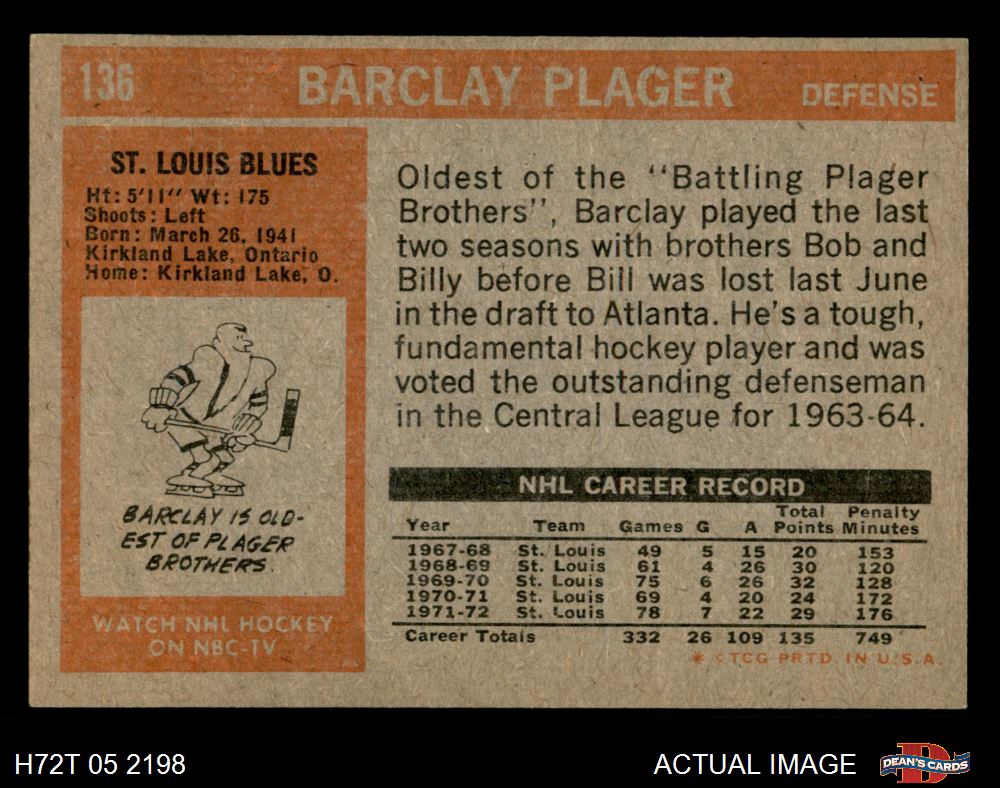 136 BARCLAY PLAGER DEFENSE
ST. LOUIS BLUES
Ht: 5'11" Wt: 175
Shoots: Left
Born: March 26, 1941
Kirkland Lake, Ontario
Home: Kirkland Lake, O.
BARCLAY IS OLD-
EST OF PLAGER
BROTHERS.
WATCH NHL HOCKEY
ON NBC-TV
Oldest of the "Battling Plager
Brothers", Barclay played the last
two seasons with brothers Bob and
Billy before Bill was lost last June
in the draft to Atlanta. He's a tough,
fundamental hockey player and was
voted the outstanding defenseman
in the Central League for 1963-64.
NHL CAREER RECORD
Total Penalty
Year Team Games G A Points Minutes
1967-68 St. Louis 49 5 15 20 153
1968-69 St. Louis 61 4 26 30 120
1969-70 St. Louis 75 6 26 32 128
1970-71 St. Louis 69 4 20 24 172
1971-72 St. Louis 78 7 22 29 176
Career Totals 332 26 109 135 749
* © TCG PRTD. IN U.S.A.
H72T 05 2198
ACTUAL IMAGE
D
DEAN'S CARDS